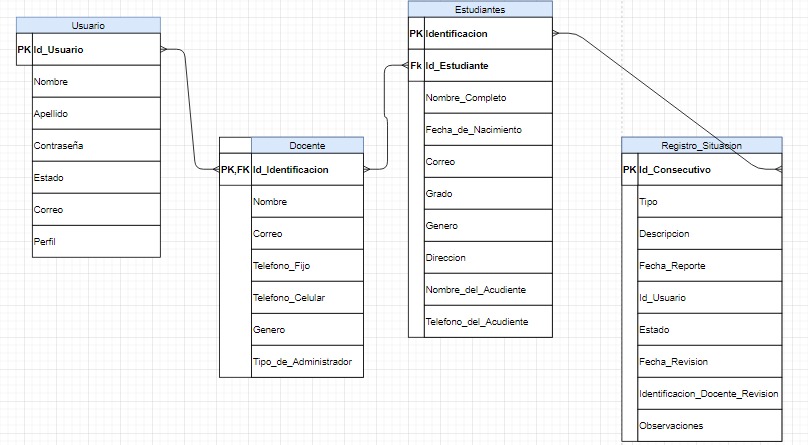 Usuario
PK Id_Usuario
Nombre
Apellido
Contraseña
Estado
Correo
Perfil
Docente
PK,FK Id_Identificacion
Nombre
Correo
Telefono_Fijo
Telefono_Celular
Genero
Tipo_de_Administrador
Estudiantes
PK Identificacion
Fk Id_Estudiante
Nombre_Completo
Fecha_de_Nacimiento
Correo
Grado
Genero
Direccion
Nombre_del_Acudiente
Telefono_del_Acudiente
Registro_Situacion
PK Id_Consecutivo
Tipo
Descripcion
Fecha_Reporte
Id_Usuario
Estado
Fecha_Revision
Identificacion_Docente_Revision
Observaciones